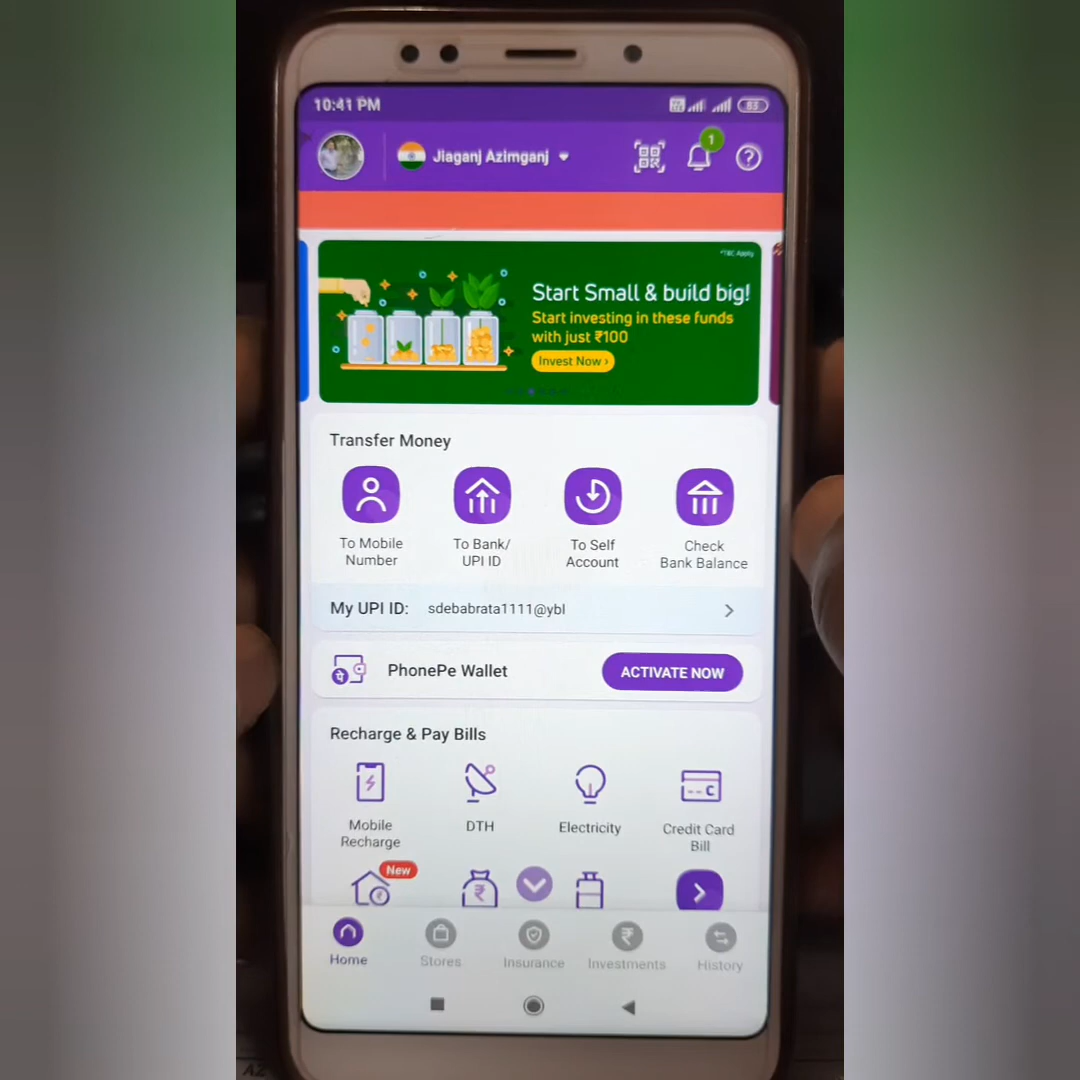 10:41 PM
53
Jiaganj Azimganj
1
*T&C Apply
Start Small & build big!
Start investing in these funds
with just ₹100
Invest Now ›
Transfer Money
To Mobile
Number
To Bank/
UPI ID
To Self
Account
Check
Bank Balance
My UPI ID: sdebabrata1111@ybl
PhonePe Wallet
ACTIVATE NOW
Recharge & Pay Bills
Mobile
Recharge
DTH
Electricity
Credit Card
Bill
New
Home
Stores
Insurance
Investments
History